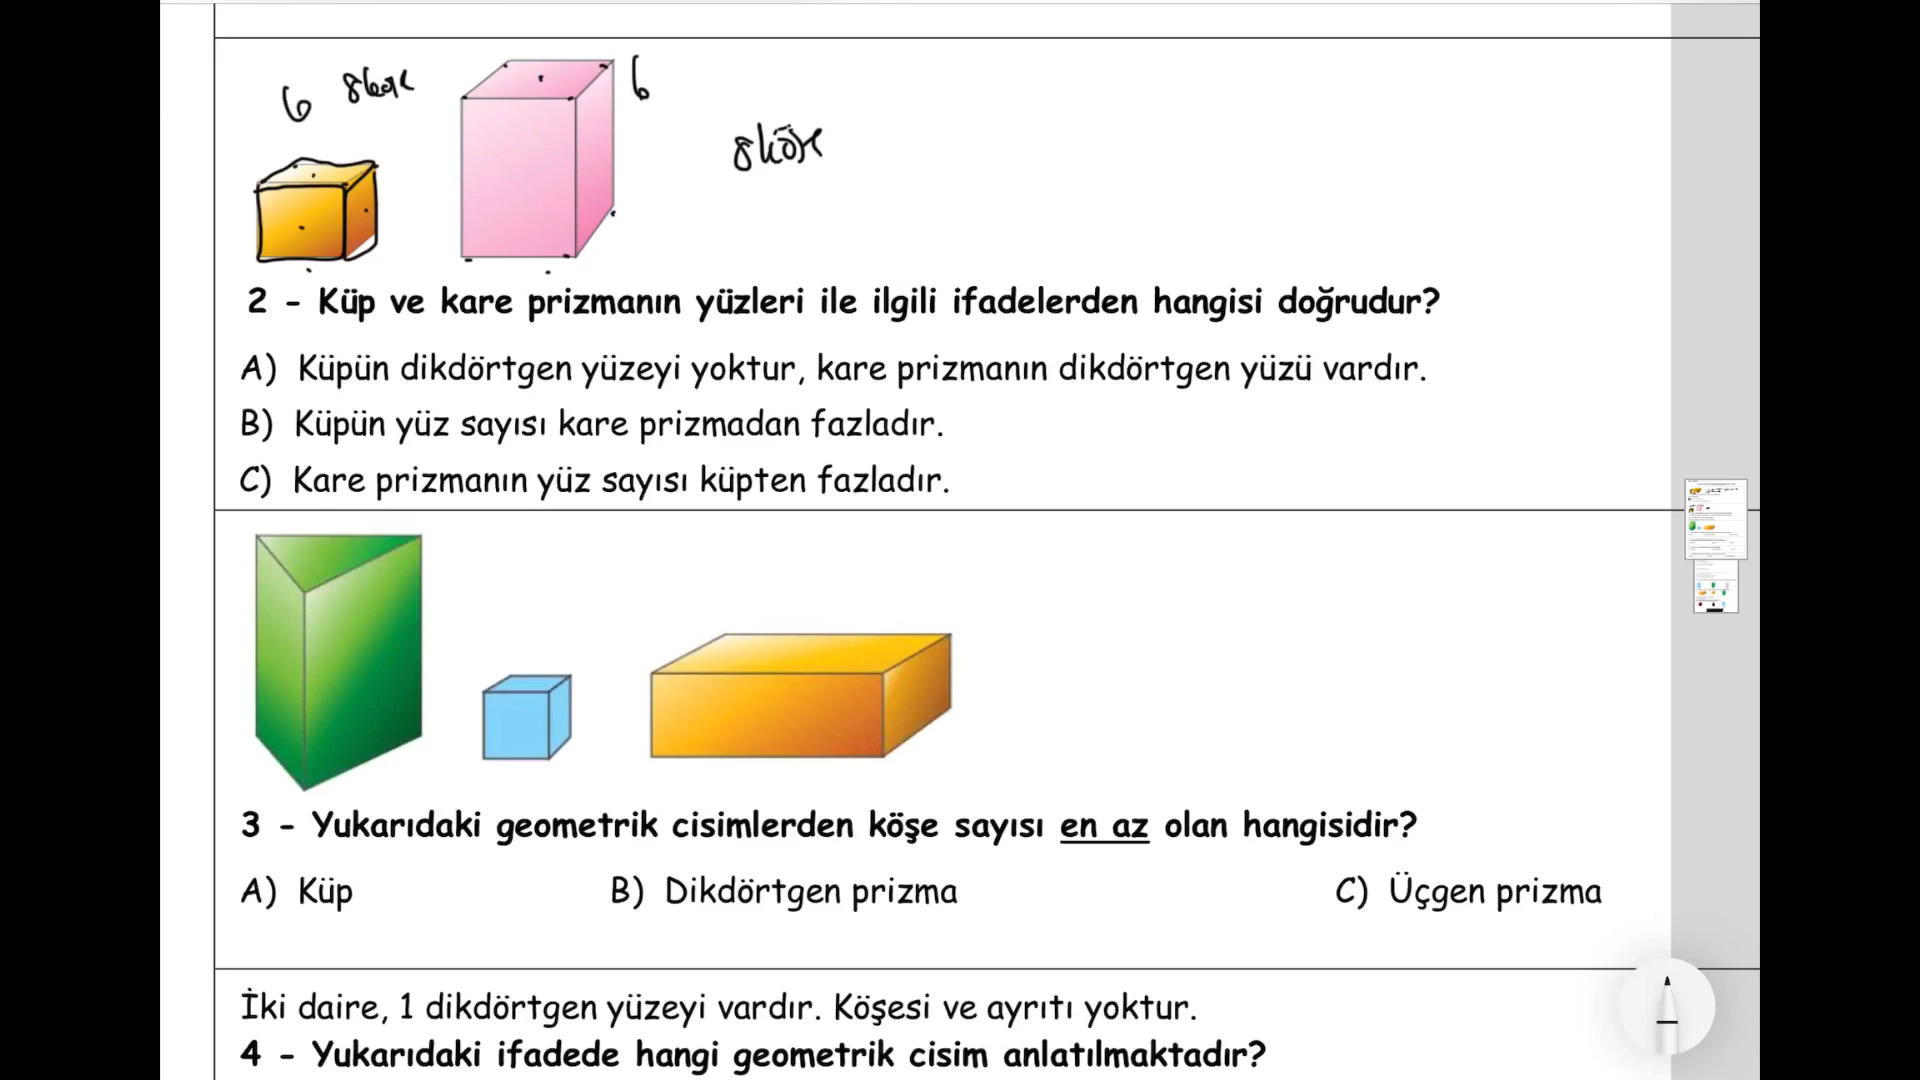 6 8köşe 6
8köşe
2 - Küp ve kare prizmanın yüzleri ile ilgili ifadelerden hangisi doğrudur?
A) Küpün dikdörtgen yüzeyi yoktur, kare prizmanın dikdörtgen yüzü vardır.
B) Küpün yüz sayısı kare prizmadan fazladır.
C) Kare prizmanın yüz sayısı küpten fazladır.
3 - Yukarıdaki geometrik cisimlerden köşe sayısı en az olan hangisidir?
A) Küp B) Dikdörtgen prizma C) Üçgen prizma
İki daire, 1 dikdörtgen yüzeyi vardır. Köşesi ve ayrıtı yoktur.
4 - Yukarıdaki ifadede hangi geometrik cisim anlatılmaktadır?